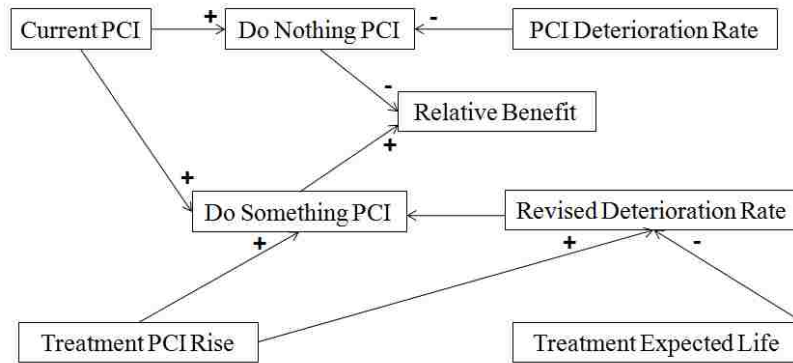 Current PCI
+
Do Nothing PCI
-
PCI Deterioration Rate
-
Relative Benefit
+
+
Do Something PCI
Revised Deterioration Rate
+
+
-
Treatment PCI Rise
Treatment Expected Life